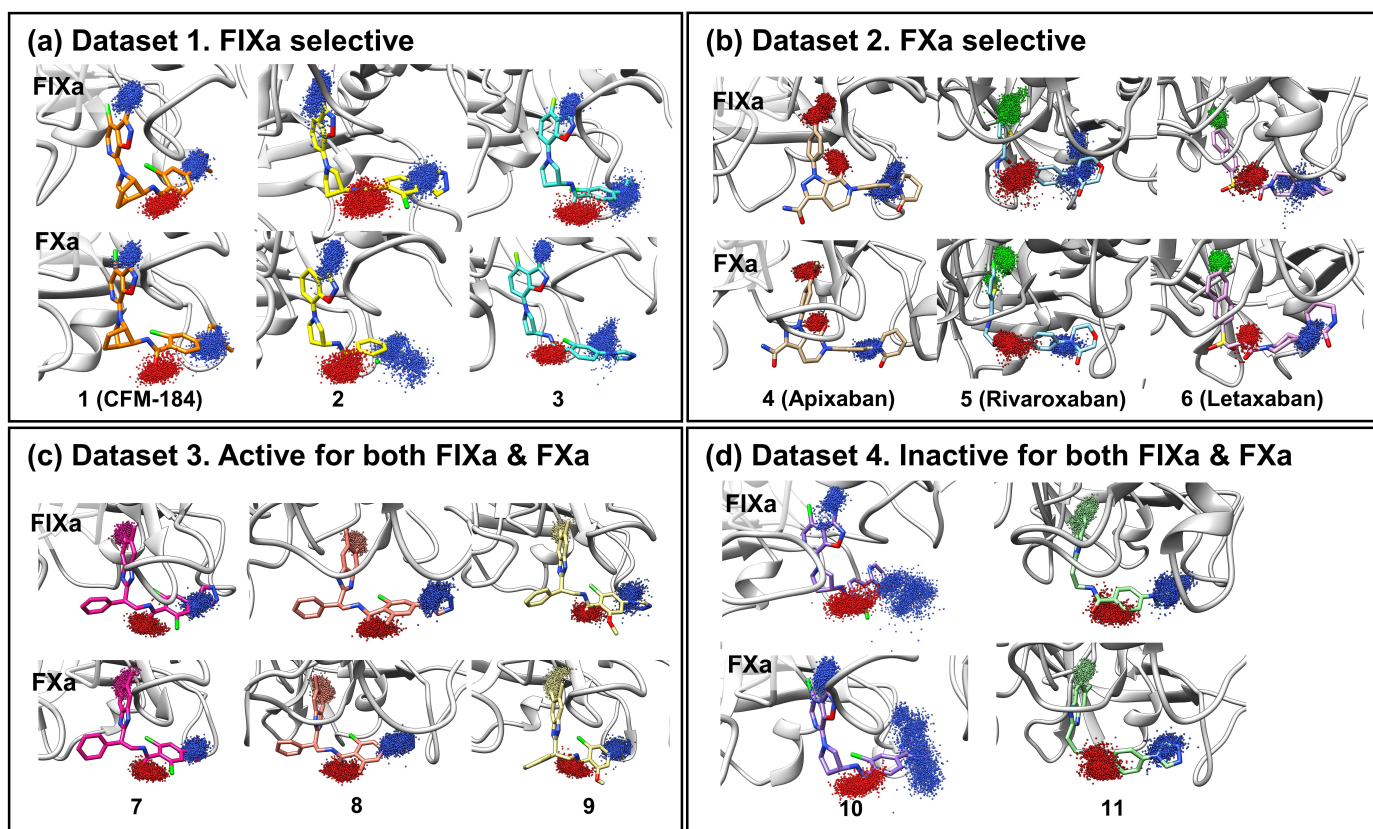 (a) Dataset 1. FIXa selective
FIXa
FXa
1 (CFM-184)
2
3
(b) Dataset 2. FXa selective
FIXa
FXa
4 (Apixaban)
5 (Rivaroxaban)
6 (Letaxaban)
(c) Dataset 3. Active for both FIXa & FXa
FIXa
FXa
7
8
9
(d) Dataset 4. Inactive for both FIXa & FXa
FIXa
FXa
10
11